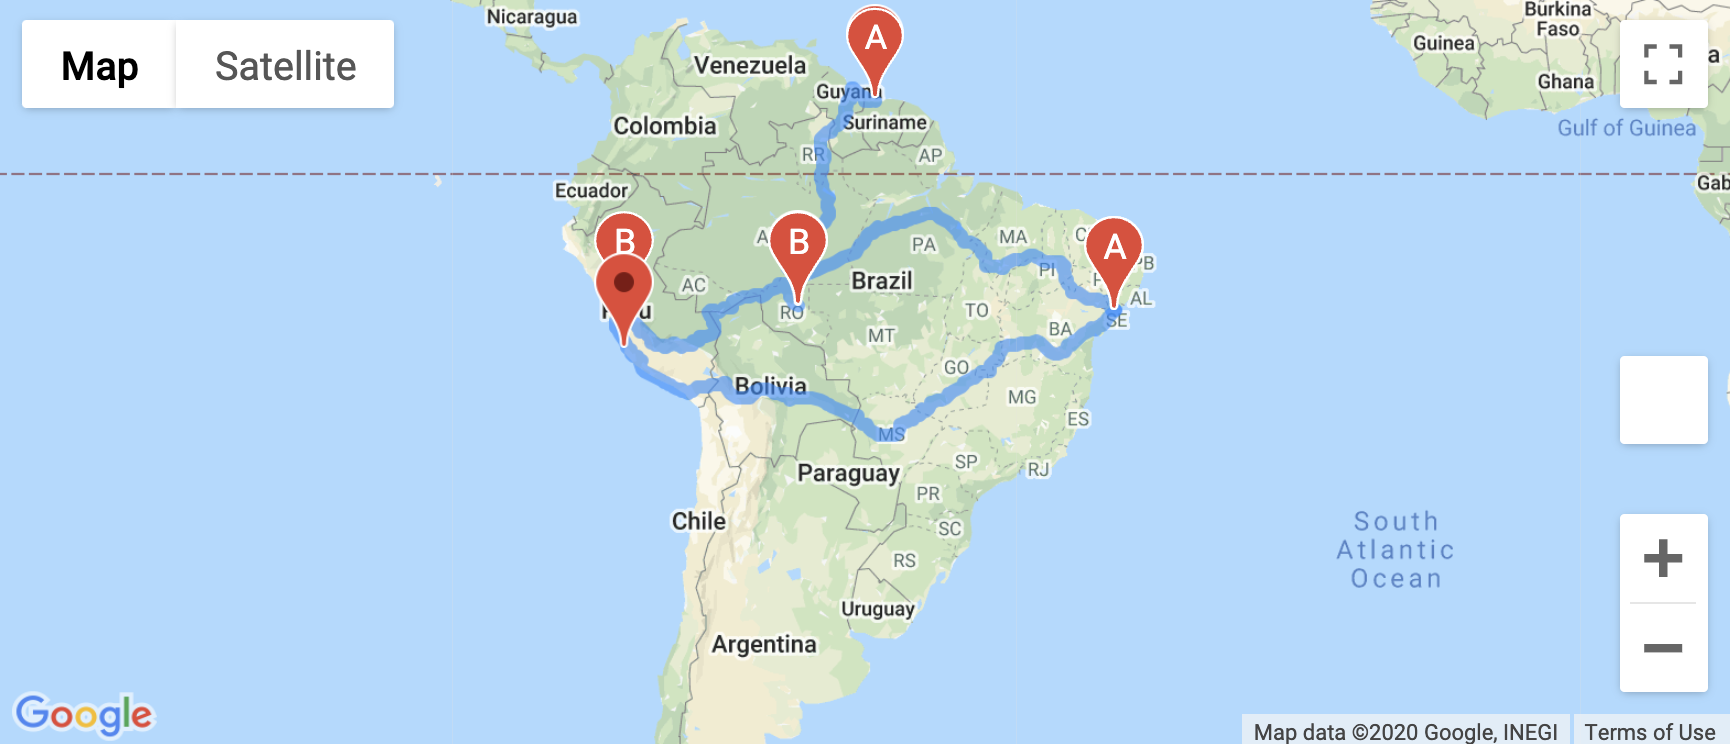 Nicaragua
Burkina
Faso
Map
Satellite
A
Guinea
a
Venezuela
Ghana
Guyana
Colombia
Suriname
Gulf of Guinea
RR
AP
Ecuador
Gab
A
B
B
PA
MA
C
A
PB
PI
AC
Brazil
P
AL
Peru
RO
TO
SE
MT
BA
GO
Bolivia
MG
ES
MS
SP
RJ
Paraguay
PR
Chile
SC
South
Atlantic
Ocean
RS
Uruguay
Argentina
Google
Map data ©2020 Google, INEGI
Terms of Use